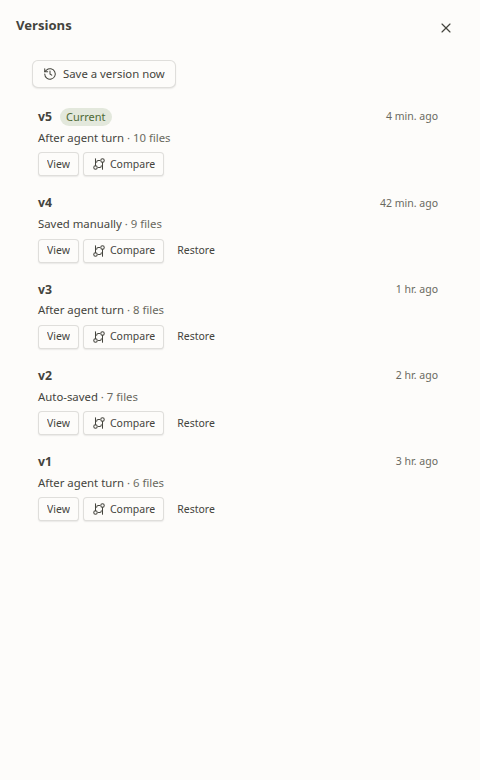 Versions
Save a version now
v5 Current 4 min. ago
After agent turn · 10 files
View Compare
v4 42 min. ago
Saved manually · 9 files
View Compare Restore
v3 1 hr. ago
After agent turn · 8 files
View Compare Restore
v2 2 hr. ago
Auto-saved · 7 files
View Compare Restore
v1 3 hr. ago
After agent turn · 6 files
View Compare Restore